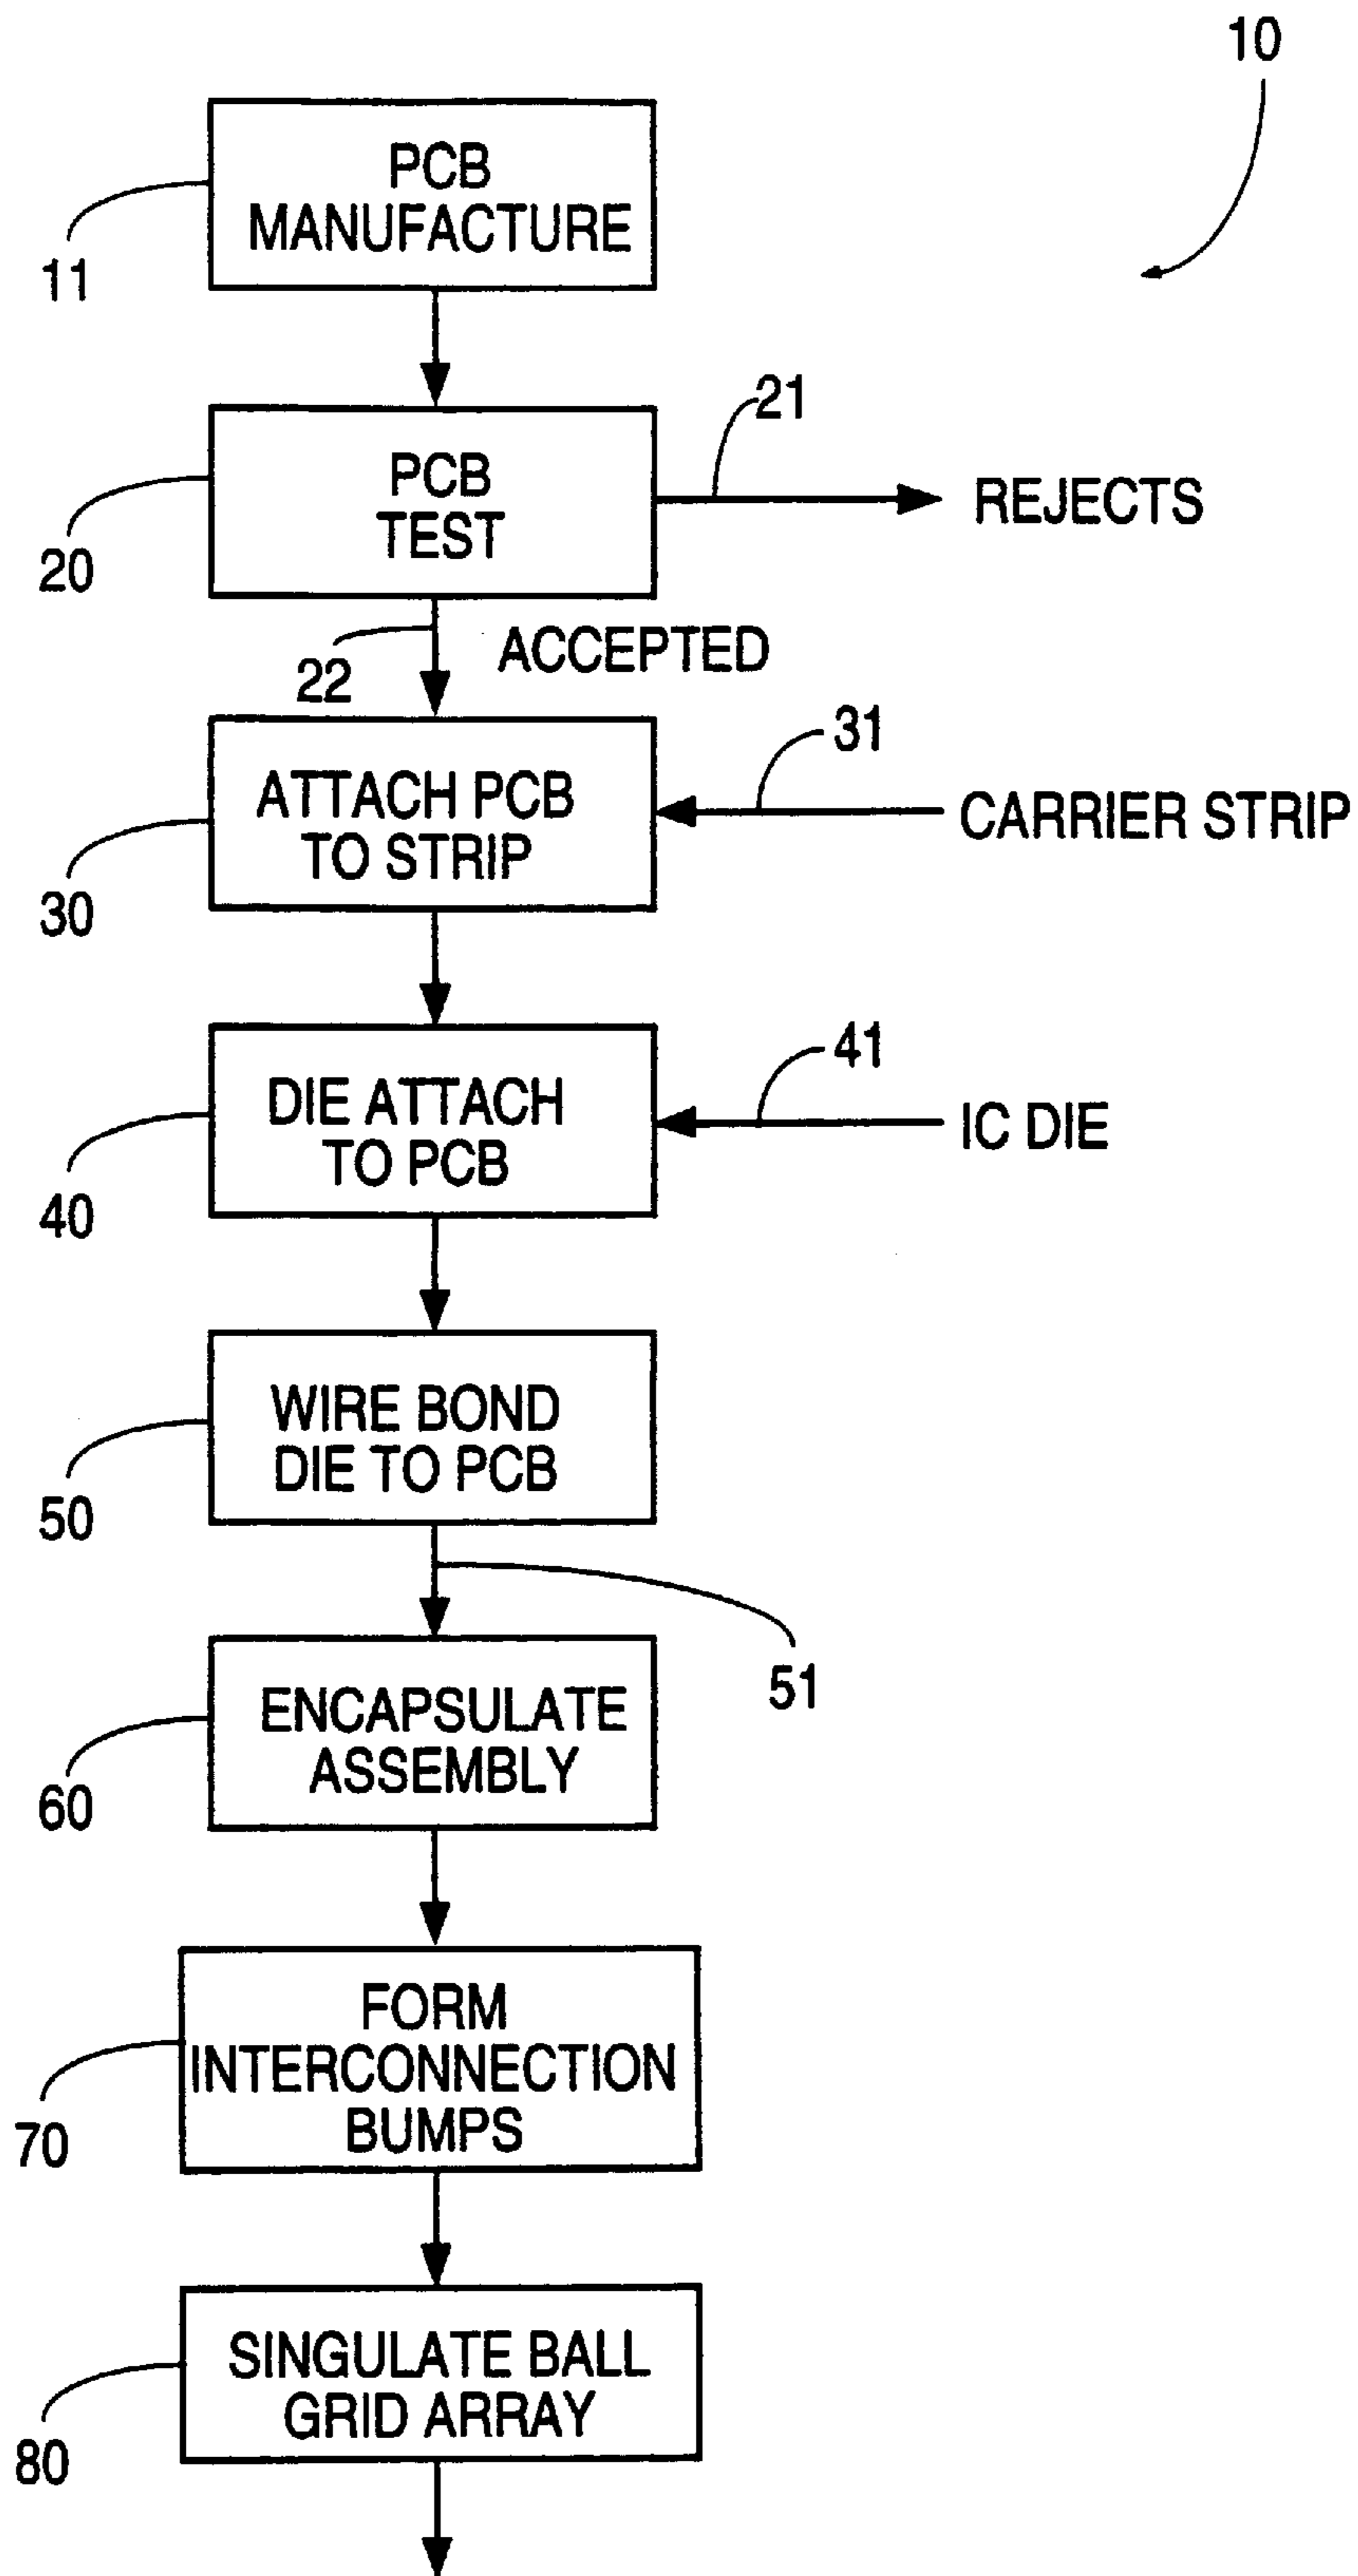 10
PCB
MANUFACTURE
11
21
PCB
TEST
REJECTS
20
22
ACCEPTED
31
ATTACH PCB
TO STRIP
CARRIER STRIP
30
41
DIE ATTACH
TO PCB
IC DIE
40
WIRE BOND
DIE TO PCB
50
51
ENCAPSULATE
ASSEMBLY
60
FORM
INTERCONNECTION
BUMPS
70
SINGULATE BALL
GRID ARRAY
80